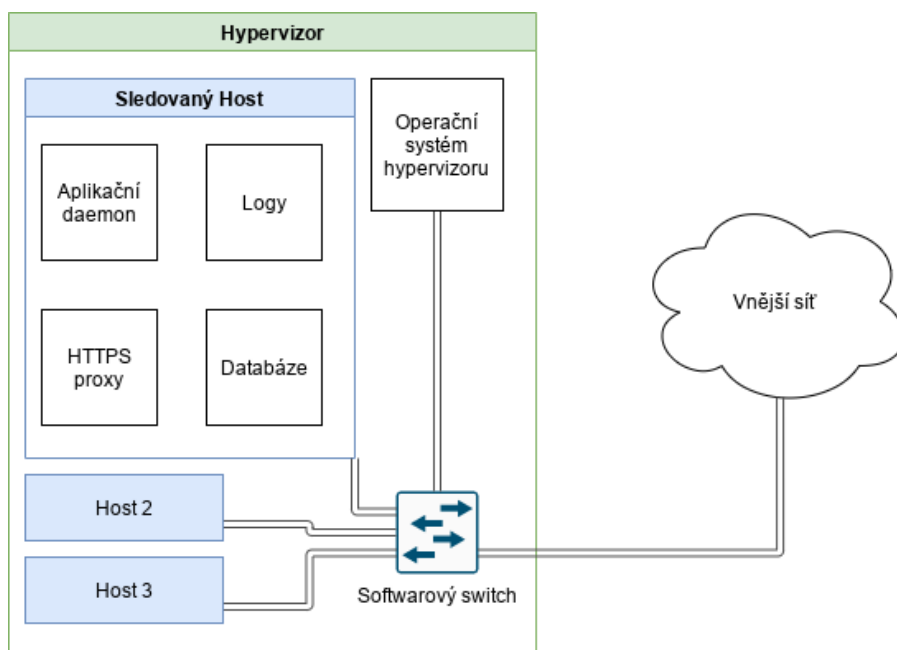 Hypervizor
Sledovaný Host
Operační
systém
hypervizoru
Aplikační
daemon
Logy
HTTPS
proxy
Databáze
Vnější síť
Host 2
Host 3
Softwarový switch